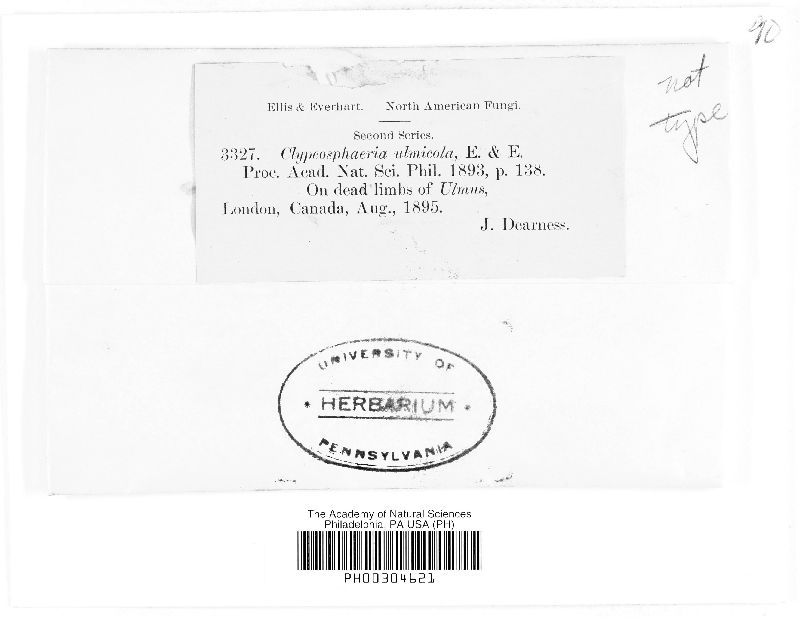 90
not
type
Ellis & Everhart. North American Fungi.
Second Series.
3327. Clypeosphaeria ulmicola, E. & E.
Proc. Acad. Nat. Sci. Phil. 1893, p. 138.
On dead limbs of Ulmus,
London, Canada, Aug., 1895.
J. Dearness.
UNIVERSITY OF
HERBARIUM
PENNSYLVANIA
The Academy of Natural Sciences
Philadelphia, PA USA (PH)
PH00304621